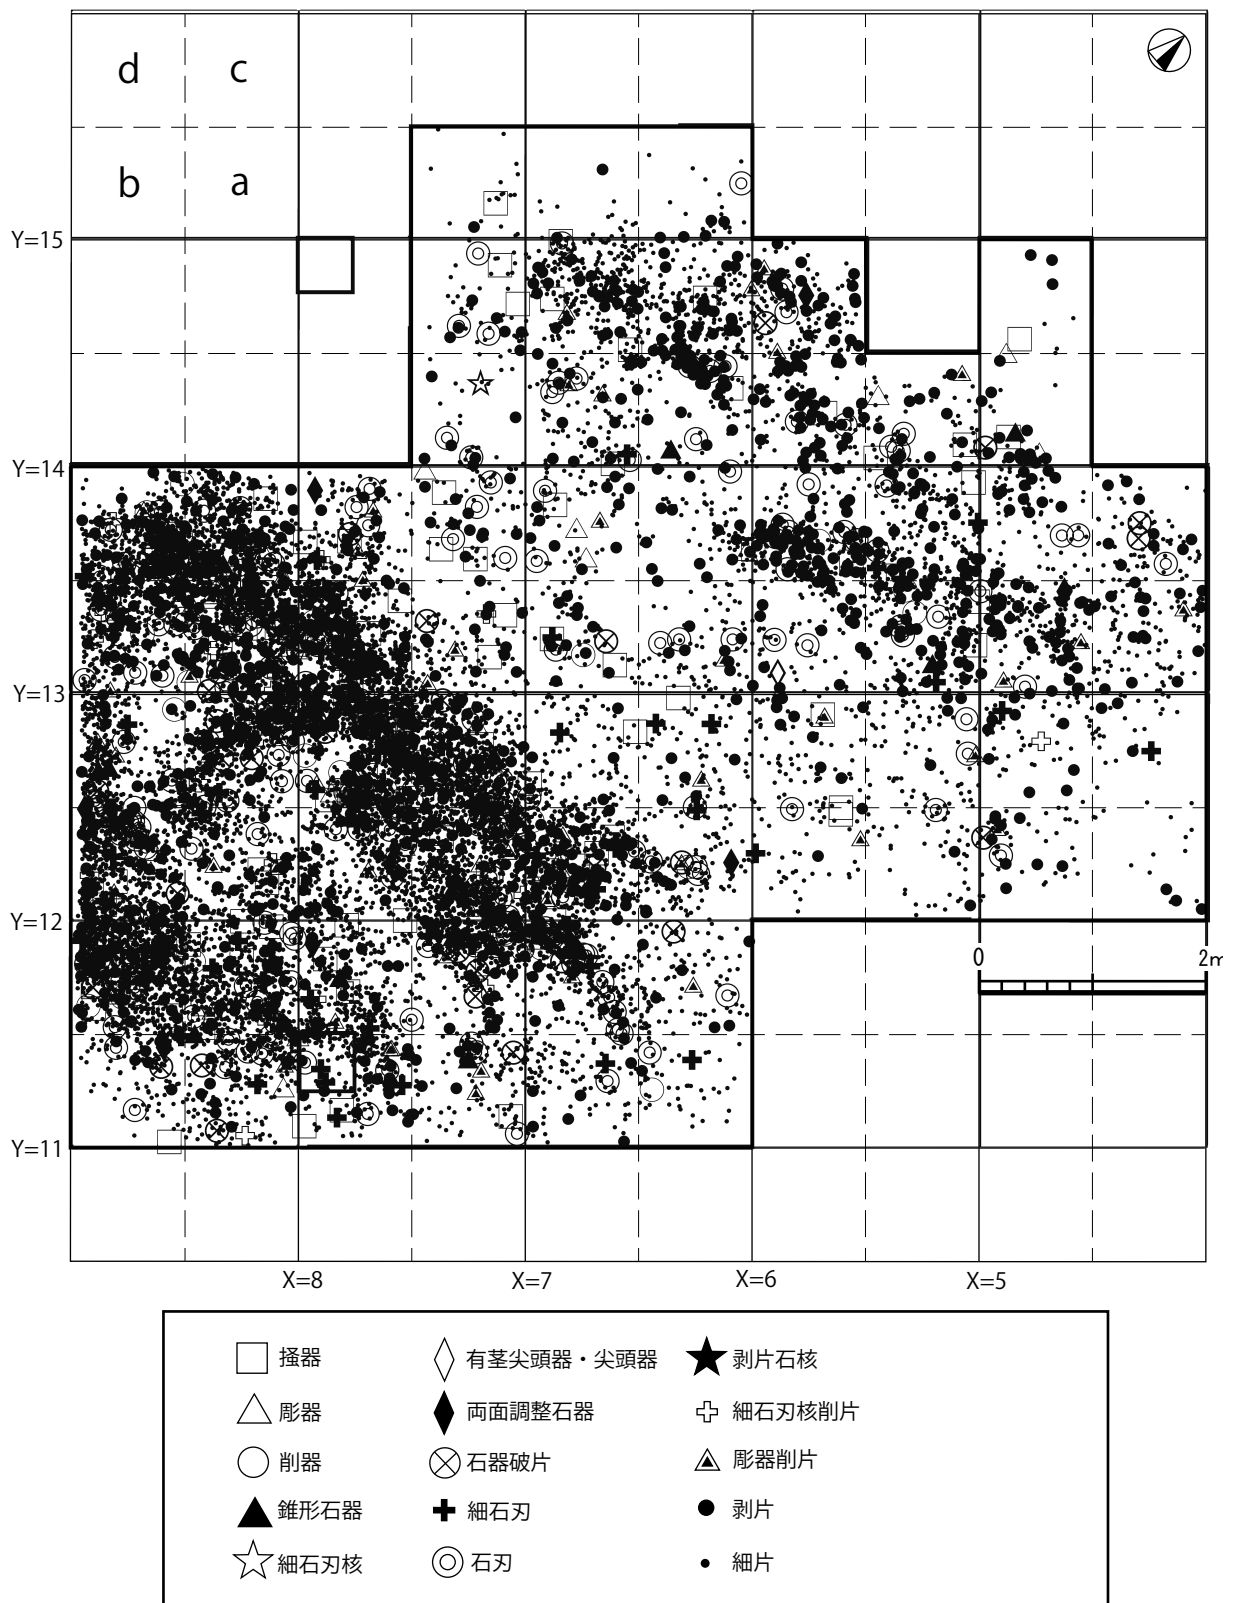 d c
b a
Y=15
Y=14
Y=13
Y=12
0 2m
Y=11
X=8 X=7 X=6 X=5
掻器 有茎尖頭器・尖頭器 剥片石核
彫器 両面調整石器 細石刃核削片
削器 石器破片 彫器削片
錐形石器 細石刃 剥片
細石刃核 石刃 細片